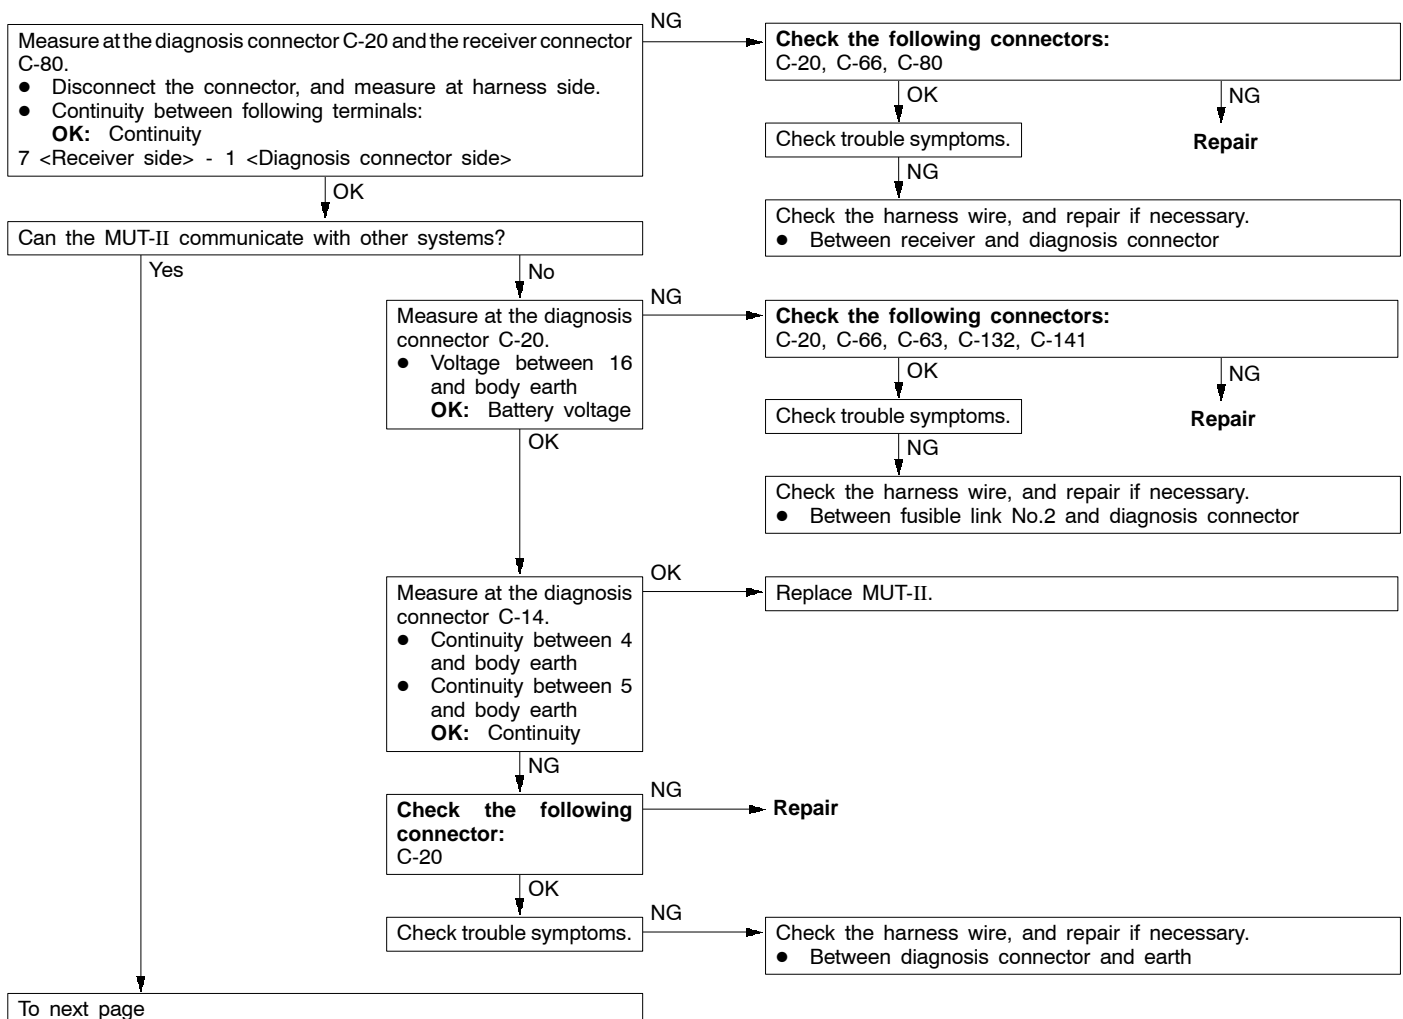 NG
Measure at the diagnosis connector C-20 and the receiver connector
C-80.
● Disconnect the connector, and measure at harness side.
● Continuity between following terminals:
OK: Continuity
7 <Receiver side> - 1 <Diagnosis connector side>
Check the following connectors:
C-20, C-66, C-80
OK
NG
Check trouble symptoms.
Repair
NG
Check the harness wire, and repair if necessary.
● Between receiver and diagnosis connector
OK
Can the MUT-II communicate with other systems?
Yes
No
Measure at the diagnosis
connector C-20.
● Voltage between 16
and body earth
OK: Battery voltage
NG
Check the following connectors:
C-20, C-66, C-63, C-132, C-141
OK
NG
Check trouble symptoms.
Repair
NG
Check the harness wire, and repair if necessary.
● Between fusible link No.2 and diagnosis connector
OK
Measure at the diagnosis
connector C-14.
● Continuity between 4
and body earth
● Continuity between 5
and body earth
OK: Continuity
OK
Replace MUT-II.
NG
Check the following
connector:
C-20
NG
Repair
OK
Check trouble symptoms.
NG
Check the harness wire, and repair if necessary.
● Between diagnosis connector and earth
To next page